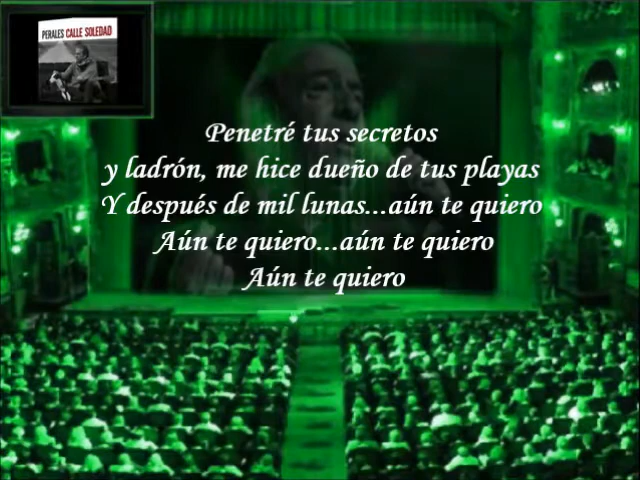 PERALES CALLE SOLEDAD
Penetré tus secretos
y ladrón, me hice dueño de tus playas
Y después de mil lunas...aún te quiero
Aún te quiero...aún te quiero
Aún te quiero